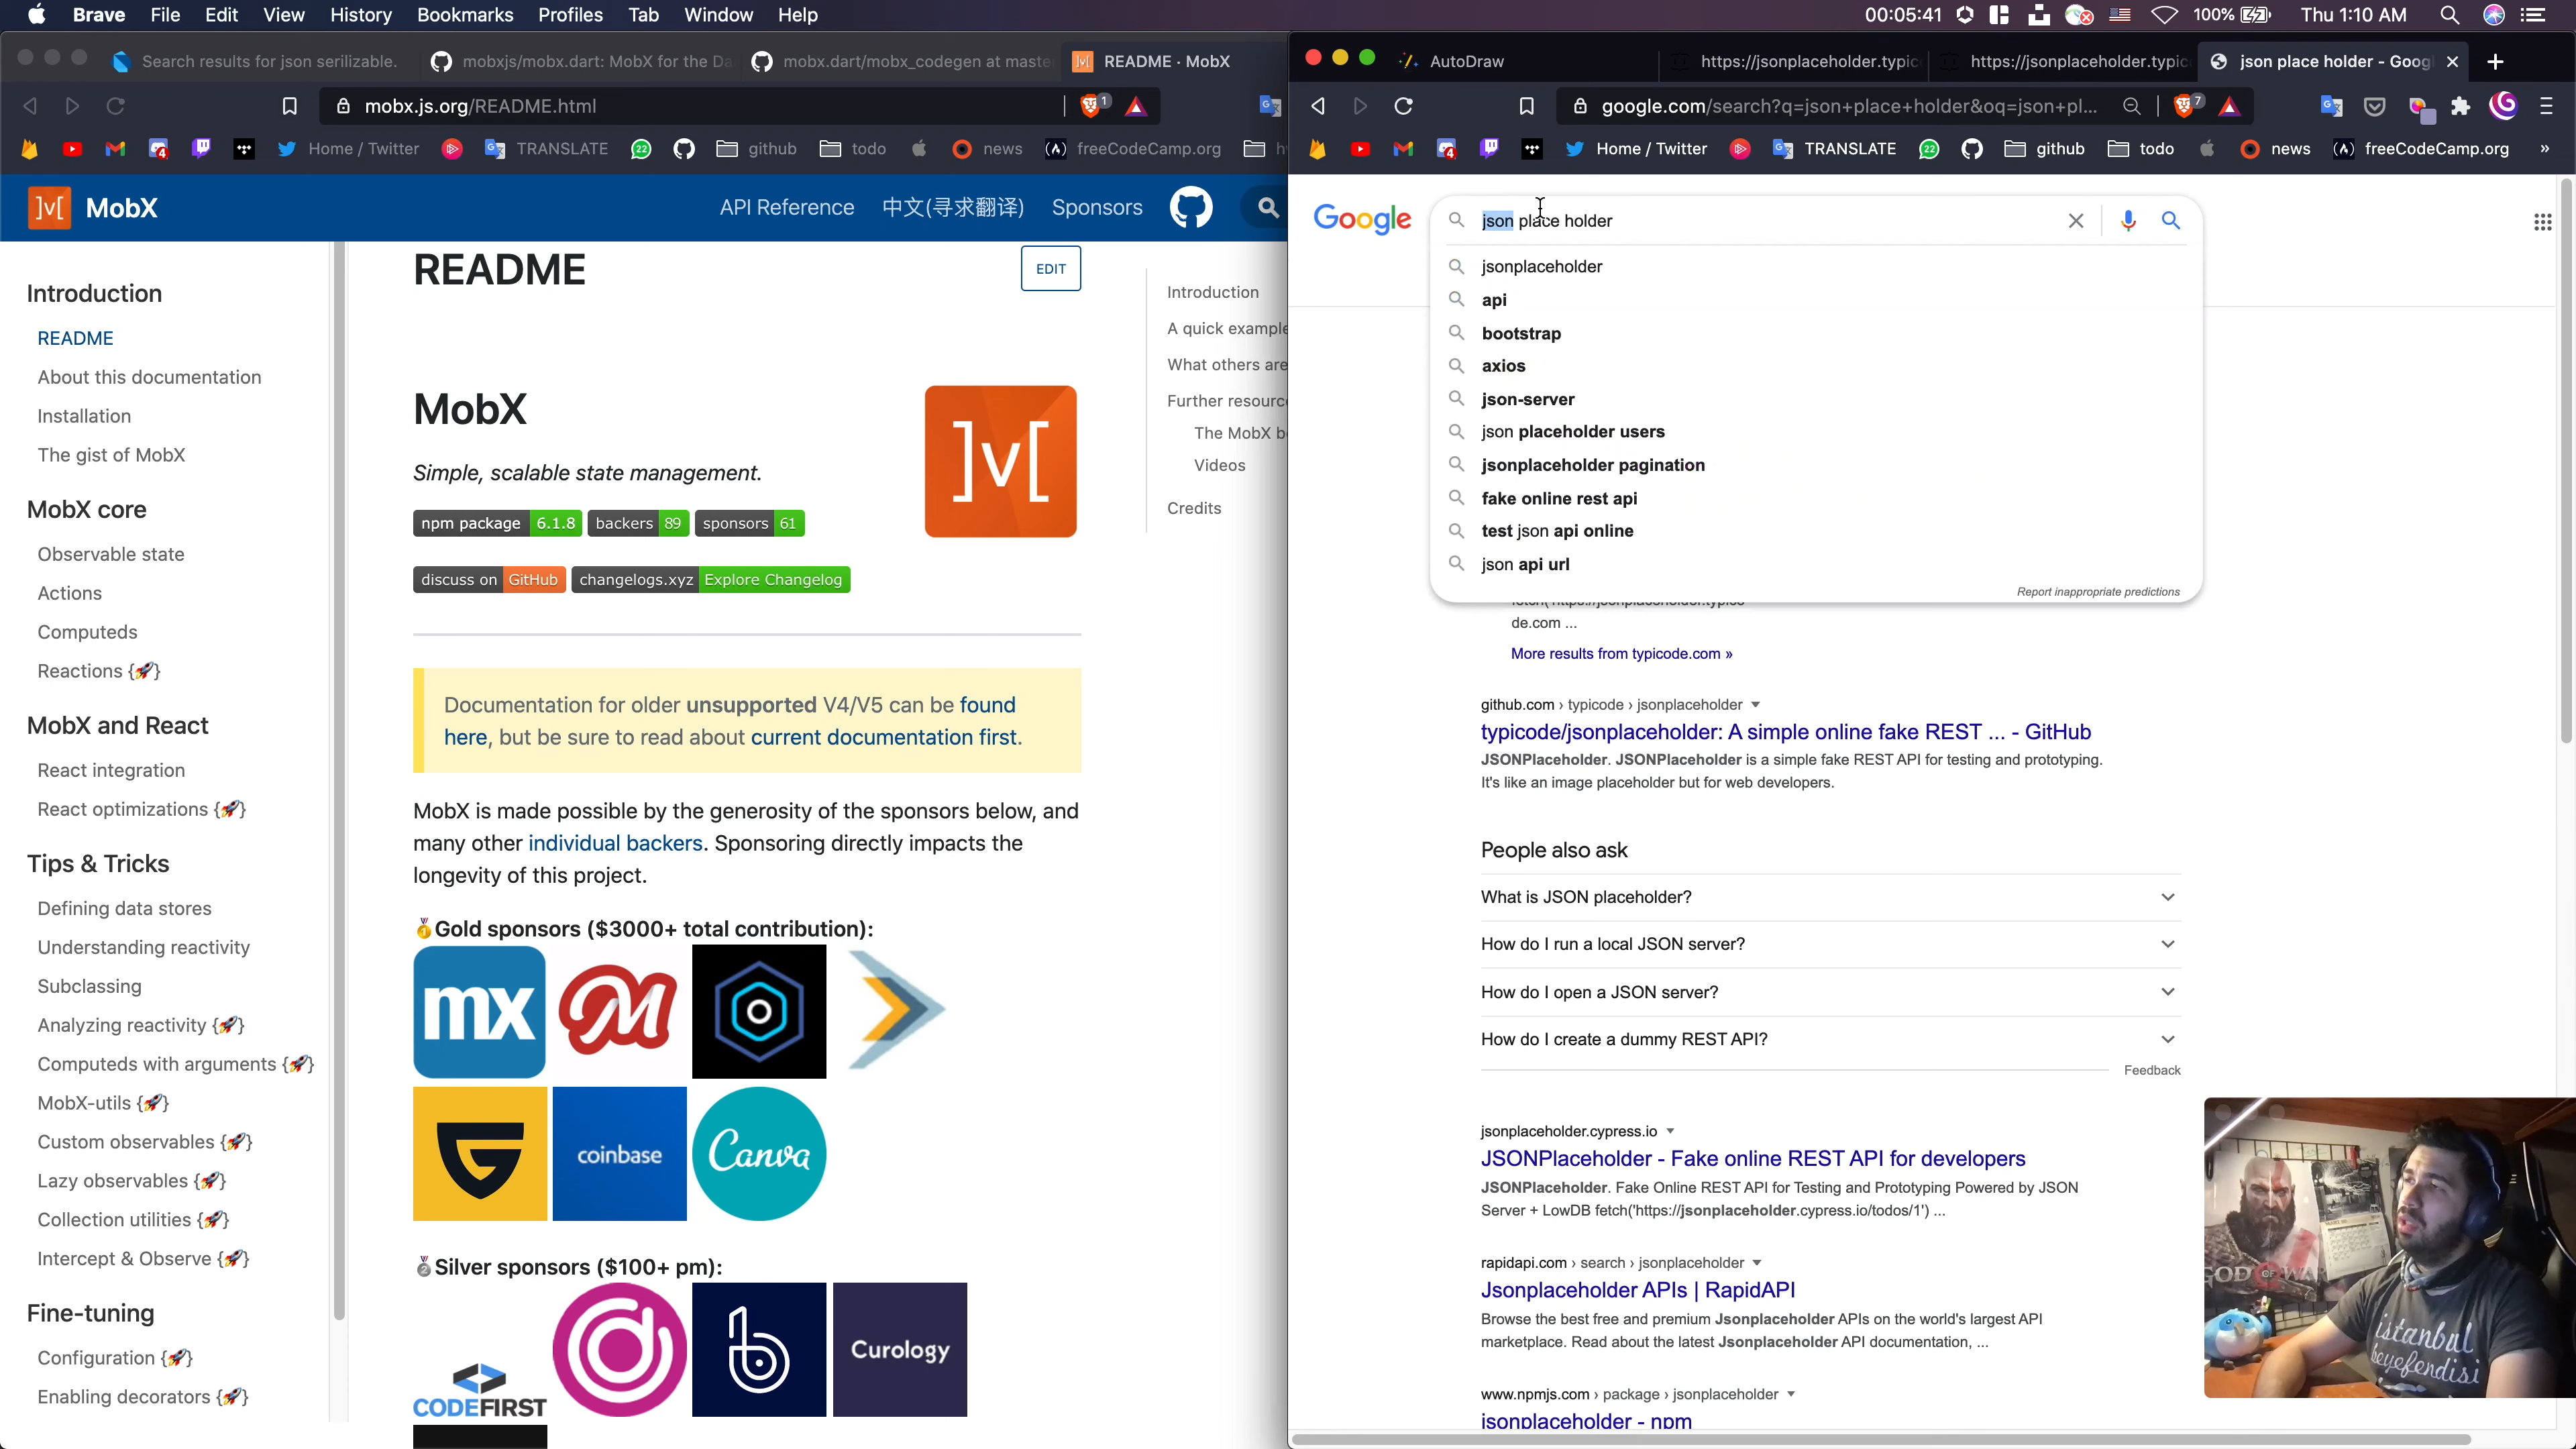 Brave File Edit View History Bookmarks Profiles Tab Window Help
00:05:41 100% Thu 1:10 AM
Search results for json serilizable.
mobxjs/mobx.dart: MobX for the Da
mobx.dart/mobx_codegen at maste
README · MobX
mobx.js.org/README.html
1
4 Home / Twitter TRANSLATE 22 github todo news freeCodeCamp.org
MobX
API Reference 中文(寻求翻译) Sponsors
Introduction
README
About this documentation
Installation
The gist of MobX
MobX core
Observable state
Actions
Computeds
Reactions {🚀}
MobX and React
React integration
React optimizations {🚀}
Tips & Tricks
Defining data stores
Understanding reactivity
Subclassing
Analyzing reactivity {🚀}
Computeds with arguments {🚀}
MobX-utils {🚀}
Custom observables {🚀}
Lazy observables {🚀}
Collection utilities {🚀}
Intercept & Observe {🚀}
Fine-tuning
Configuration {🚀}
Enabling decorators {🚀}
README
EDIT
MobX
Simple, scalable state management.
npm package 6.1.8 backers 89 sponsors 61
discuss on GitHub changelogs.xyz Explore Changelog
Documentation for older unsupported V4/V5 can be found
here, but be sure to read about current documentation first.
MobX is made possible by the generosity of the sponsors below, and
many other individual backers. Sponsoring directly impacts the
longevity of this project.
🥇Gold sponsors ($3000+ total contribution):
mx
coinbase
Canva
🥈Silver sponsors ($100+ pm):
CODEFIRST
Curology
Introduction
A quick example
What others are
Further resourc
The MobX b
Videos
Credits
AutoDraw
https://jsonplaceholder.typic
https://jsonplaceholder.typic
json place holder - Goog
google.com/search?q=json+place+holder&oq=json+pl...
7
4 Home / Twitter TRANSLATE 22 github todo news freeCodeCamp.org »
Google
json place holder
jsonplaceholder
api
bootstrap
axios
json-server
json placeholder users
jsonplaceholder pagination
fake online rest api
test json api online
json api url
Report inappropriate predictions
de.com ...
More results from typicode.com »
github.com › typicode › jsonplaceholder
typicode/jsonplaceholder: A simple online fake REST ... - GitHub
JSONPlaceholder. JSONPlaceholder is a simple fake REST API for testing and prototyping.
It's like an image placeholder but for web developers.
People also ask
What is JSON placeholder?
How do I run a local JSON server?
How do I open a JSON server?
How do I create a dummy REST API?
Feedback
jsonplaceholder.cypress.io
JSONPlaceholder - Fake online REST API for developers
JSONPlaceholder. Fake Online REST API for Testing and Prototyping Powered by JSON
Server + LowDB fetch('https://jsonplaceholder.cypress.io/todos/1') ...
rapidapi.com › search › jsonplaceholder
Jsonplaceholder APIs | RapidAPI
Browse the best free and premium Jsonplaceholder APIs on the world's largest API
marketplace. Read about the latest Jsonplaceholder API documentation, ...
www.npmjs.com › package › jsonplaceholder
jsonplaceholder - npm
GOD OF WAR
istanbul
beyefendisi